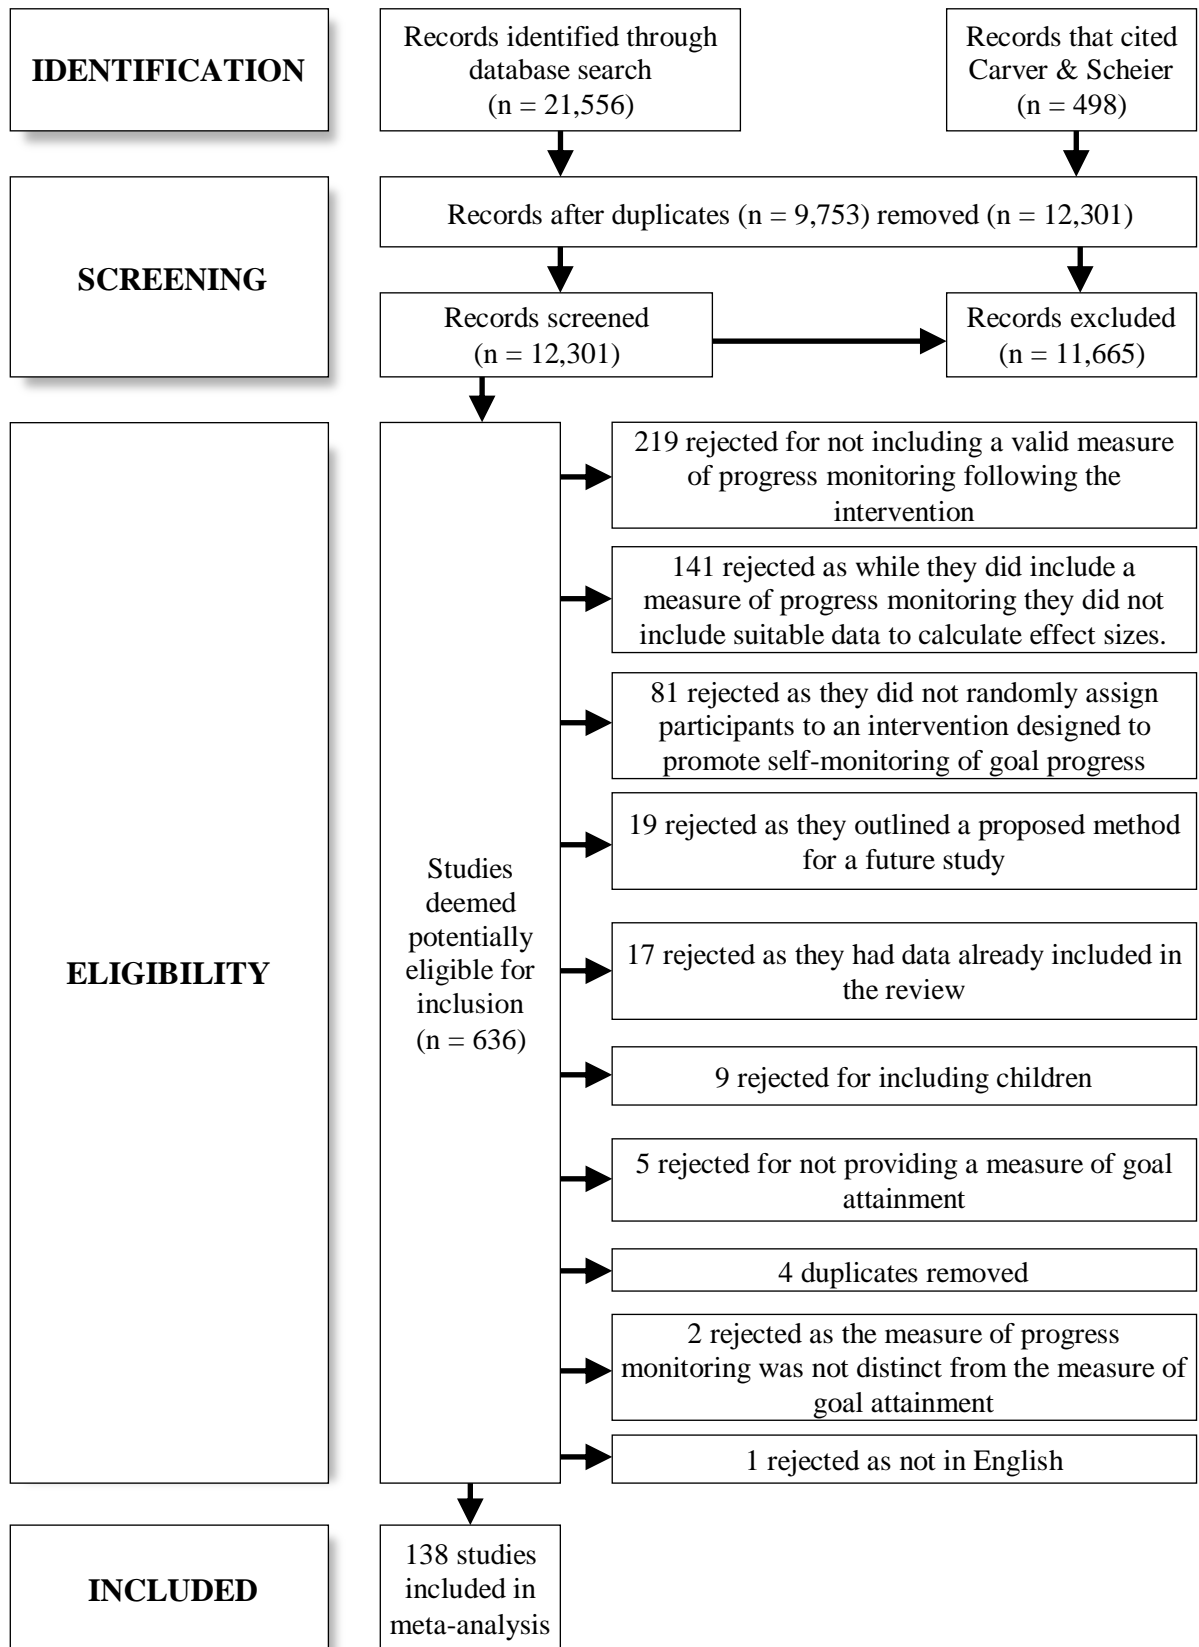 IDENTIFICATION
Records identified through
database search
(n = 21,556)
Records that cited
Carver & Scheier
(n = 498)
SCREENING
Records after duplicates (n = 9,753) removed (n = 12,301)
Records screened
(n = 12,301)
Records excluded
(n = 11,665)
ELIGIBILITY
Studies
deemed
potentially
eligible for
inclusion
(n = 636)
219 rejected for not including a valid measure
of progress monitoring following the
intervention
141 rejected as while they did include a
measure of progress monitoring they did not
include suitable data to calculate effect sizes.
81 rejected as they did not randomly assign
participants to an intervention designed to
promote self-monitoring of goal progress
19 rejected as they outlined a proposed method
for a future study
17 rejected as they had data already included in
the review
9 rejected for including children
5 rejected for not providing a measure of goal
attainment
4 duplicates removed
2 rejected as the measure of progress
monitoring was not distinct from the measure of
goal attainment
1 rejected as not in English
INCLUDED
138 studies
included in
meta-analysis